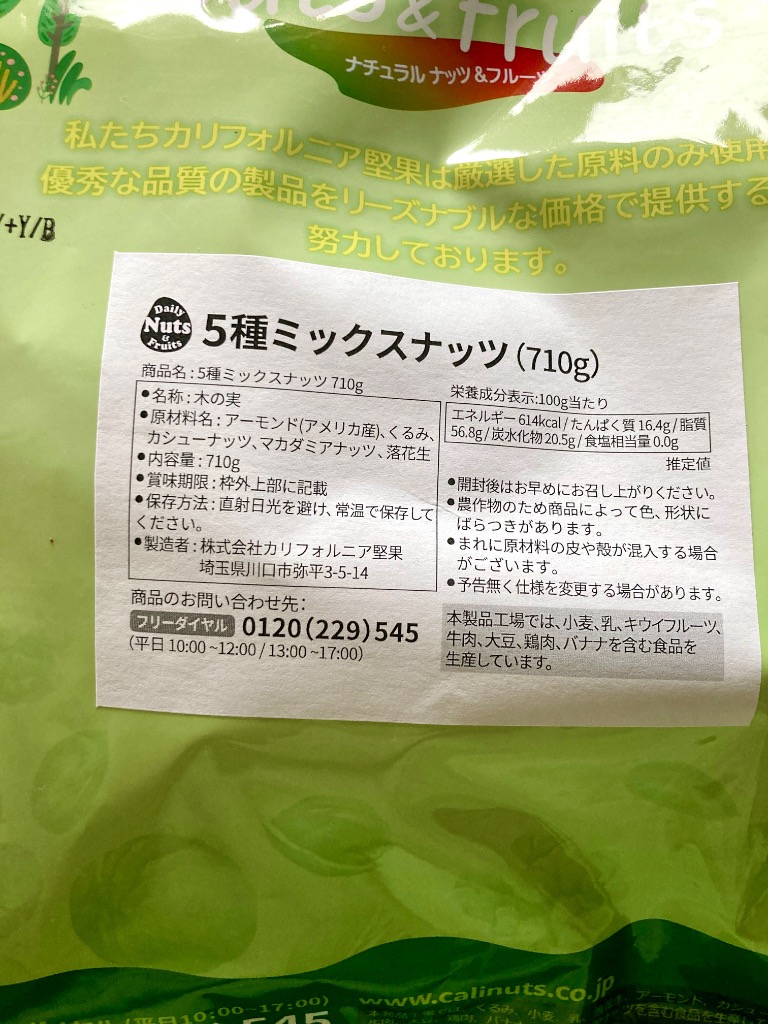 & fruits
ナチュラル ナッツ&フルーツ
私たちカリフォルニア堅果は厳選した原料のみ使用
優秀な品質の製品をリーズナブルな価格で提供する
努力しております。
+Y/B
Daily
Nuts
&
Fruits
5種ミックスナッツ(710g)
商品名:5種ミックスナッツ 710g
●名称:木の実
●原材料名:アーモンド(アメリカ産)、くるみ、
カシューナッツ、マカダミアナッツ、落花生
●内容量:710g
●賞味期限:枠外上部に記載
●保存方法:直射日光を避け、常温で保存して
ください。
●製造者:株式会社カリフォルニア堅果
埼玉県川口市弥平3-5-14
商品のお問い合わせ先:
フリーダイヤル 0120(229)545
(平日 10:00 ~12:00 / 13:00 ~17:00)
栄養成分表示:100g当たり
エネルギー 614kcal / たんぱく質 16.4g / 脂質
56.8g / 炭水化物 20.5g / 食塩相当量 0.0g
推定値
●開封後はお早めにお召し上がりください。
●農作物のため商品によって色、形状に
ばらつきがあります。
●まれに原材料の皮や殻が混入する場合
がございます。
●予告無く仕様を変更する場合があります。
本製品工場では、小麦、乳、キウイフルーツ、
牛肉、大豆、鶏肉、バナナを含む食品を
生産しています。
www.calinuts.co.jp
(平日10:00~17:00)
545